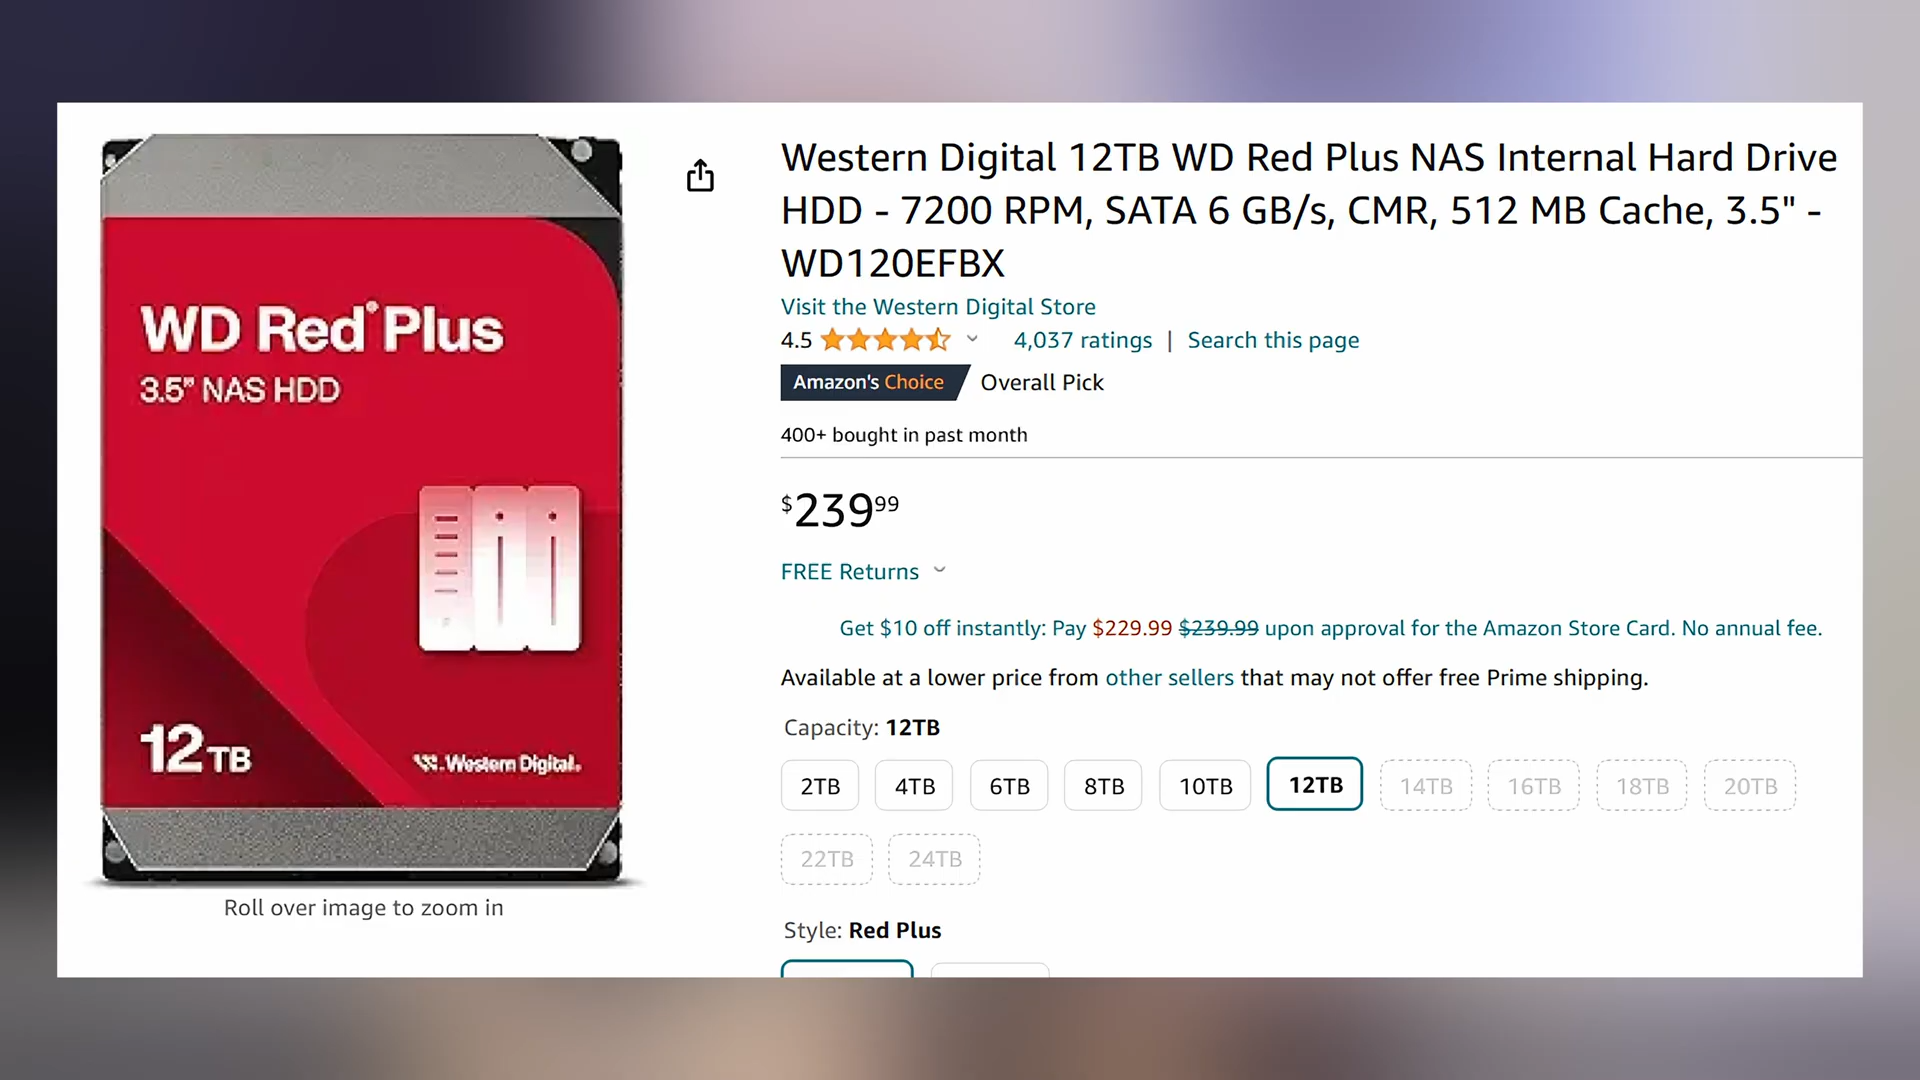 WD Red Plus
3.5" NAS HDD
12TB
Western Digital.
Roll over image to zoom in
Western Digital 12TB WD Red Plus NAS Internal Hard Drive
HDD - 7200 RPM, SATA 6 GB/s, CMR, 512 MB Cache, 3.5" -
WD120EFBX
Visit the Western Digital Store
4.5 4,037 ratings | Search this page
Amazon's Choice Overall Pick
400+ bought in past month
$239.99
FREE Returns
Get $10 off instantly: Pay $229.99 $239.99 upon approval for the Amazon Store Card. No annual fee.
Available at a lower price from other sellers that may not offer free Prime shipping.
Capacity: 12TB
2TB 4TB 6TB 8TB 10TB 12TB 14TB 16TB 18TB 20TB
22TB 24TB
Style: Red Plus